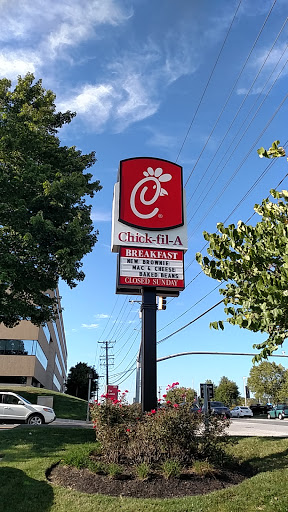 Chick-fil-A
BREAKFAST
NEW BROWNIE
MAC & CHEESE
BAKED BEANS
CLOSED SUNDAY